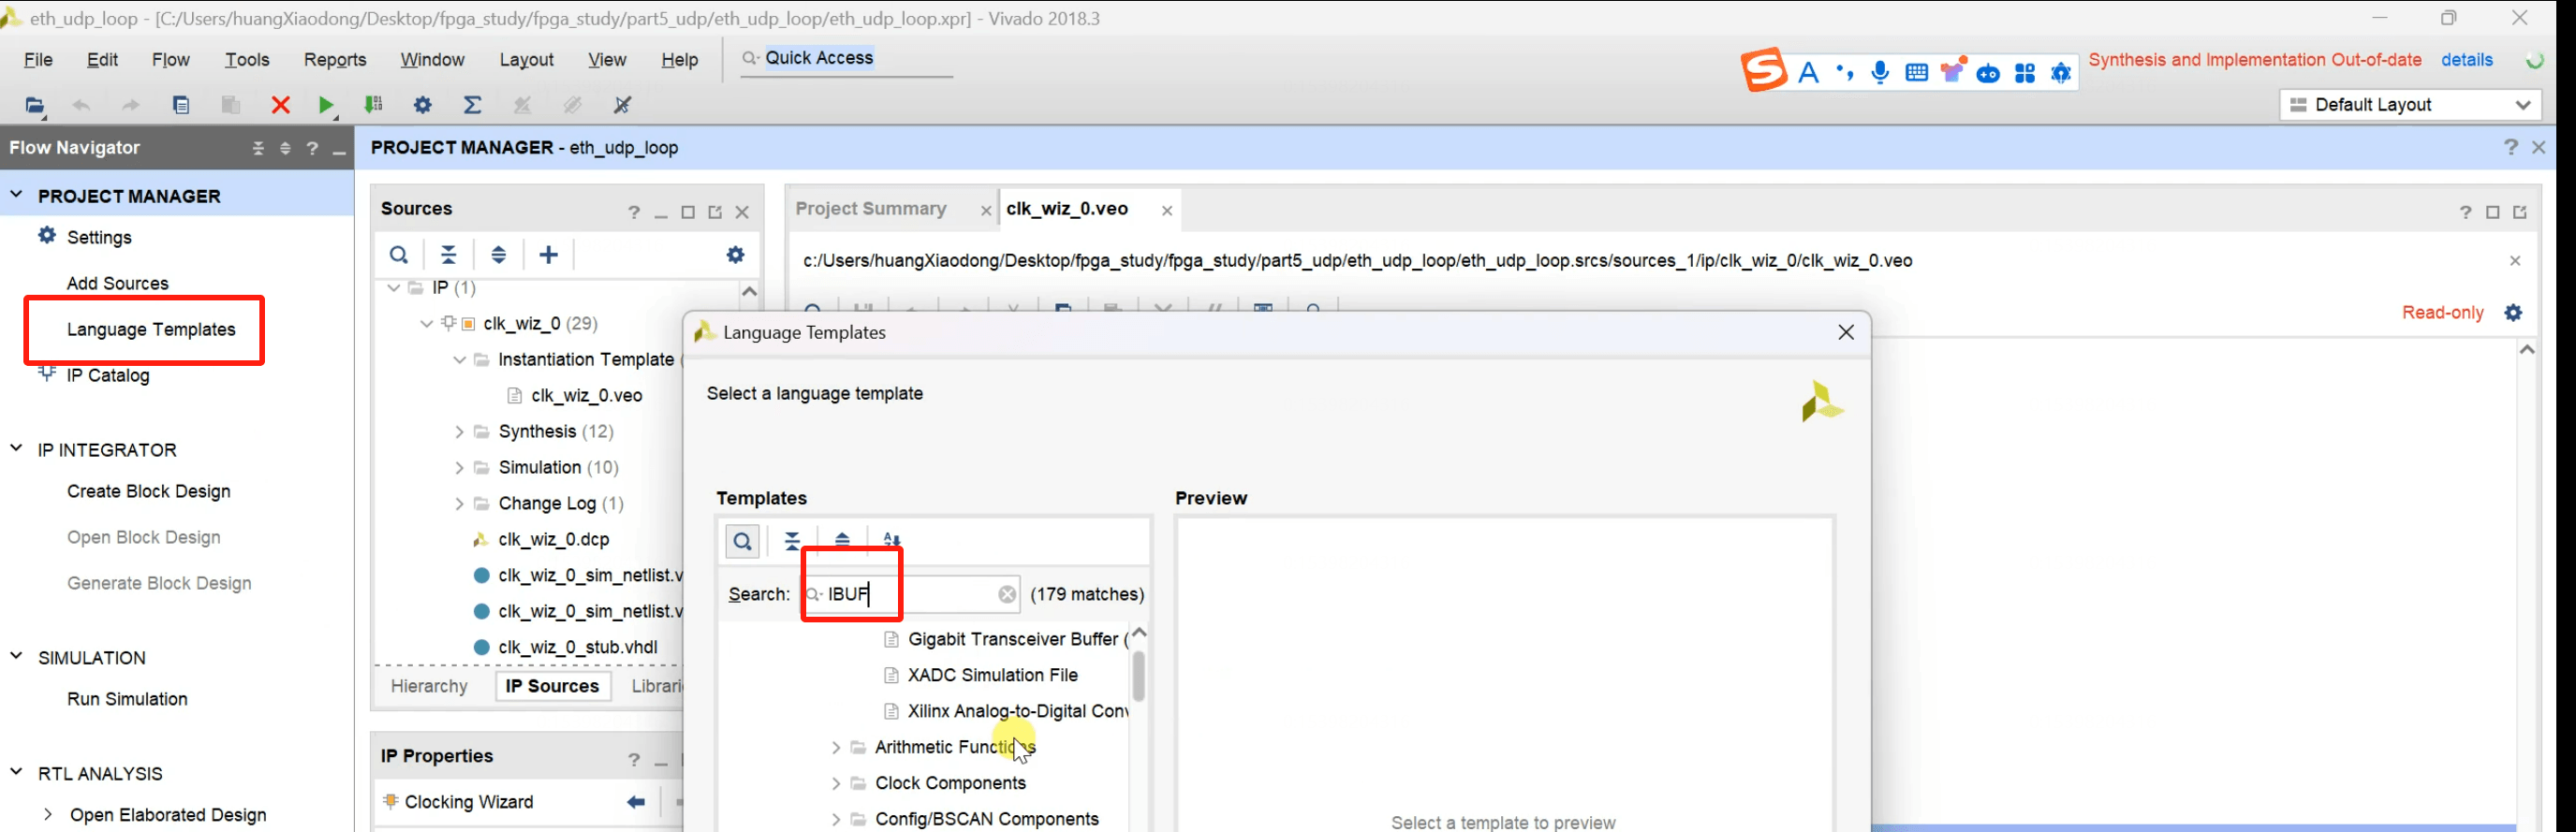 eth_udp_loop - [C:/Users/huangXiaodong/Desktop/fpga_study/fpga_study/part5_udp/eth_udp_loop/eth_udp_loop.xpr] - Vivado 2018.3
File Edit Flow Tools Reports Window Layout View Help Quick Access
Synthesis and Implementation Out-of-date details
Default Layout
Flow Navigator
PROJECT MANAGER - eth_udp_loop
PROJECT MANAGER
Settings
Add Sources
Language Templates
IP Catalog
IP INTEGRATOR
Create Block Design
Open Block Design
Generate Block Design
SIMULATION
Run Simulation
RTL ANALYSIS
Open Elaborated Design
Sources
IP (1)
clk_wiz_0 (29)
Instantiation Template
clk_wiz_0.veo
Synthesis (12)
Simulation (10)
Change Log (1)
clk_wiz_0.dcp
clk_wiz_0_sim_netlist.v
clk_wiz_0_sim_netlist.v
clk_wiz_0_stub.vhdl
Hierarchy IP Sources Librari
IP Properties
Clocking Wizard
Project Summary clk_wiz_0.veo
c:/Users/huangXiaodong/Desktop/fpga_study/fpga_study/part5_udp/eth_udp_loop/eth_udp_loop.srcs/sources_1/ip/clk_wiz_0/clk_wiz_0.veo
Read-only
Language Templates
Select a language template
Templates
Search: IBUF (179 matches)
Gigabit Transceiver Buffer (
XADC Simulation File
Xilinx Analog-to-Digital Conv
Arithmetic Functions
Clock Components
Config/BSCAN Components
Preview
Select a template to preview